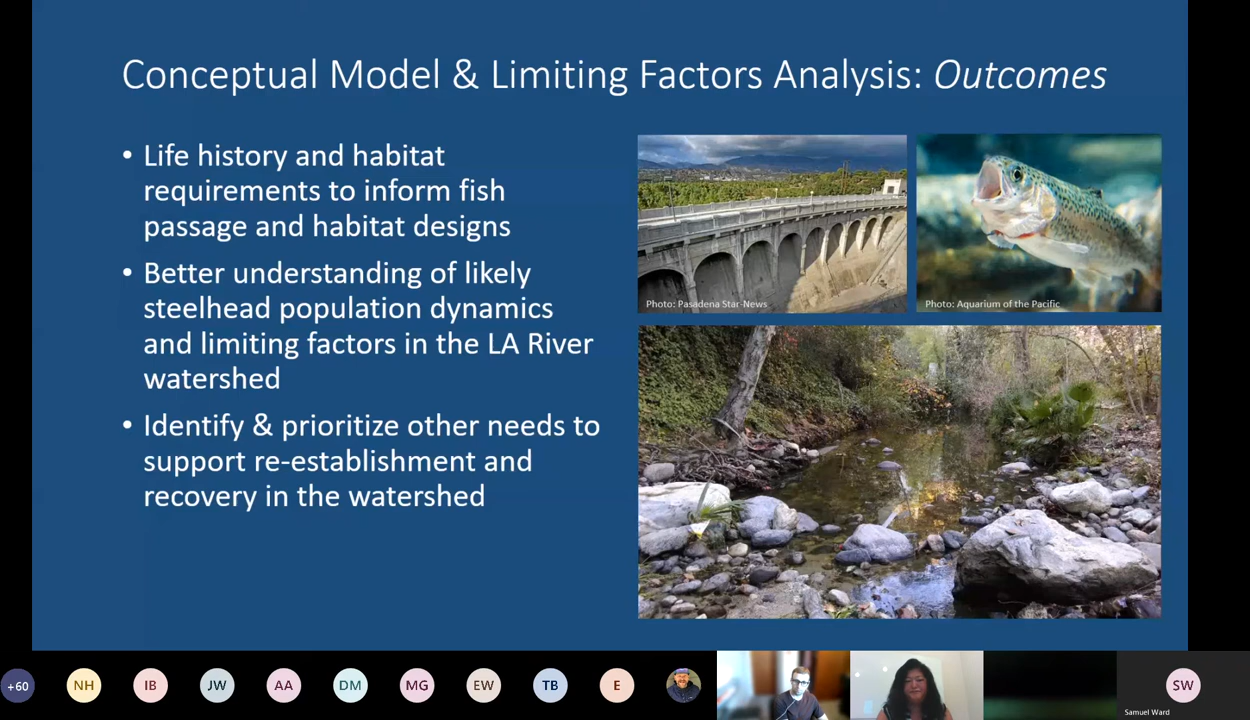 Conceptual Model & Limiting Factors Analysis: Outcomes
• Life history and habitat
requirements to inform fish
passage and habitat designs
• Better understanding of likely
steelhead population dynamics
and limiting factors in the LA River
watershed
• Identify & prioritize other needs to
support re-establishment and
recovery in the watershed
Photo: Pasadena Star-News
Photo: Aquarium of the Pacific
+60
NH
IB
JW
AA
DM
MG
EW
TB
E
SW
Samuel Ward